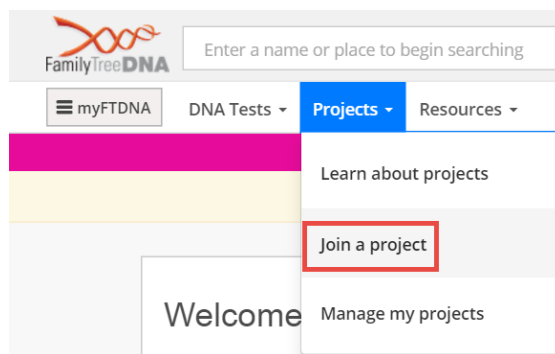 FamilyTreeDNA
Enter a name or place to begin searching
myFTDNA
DNA Tests
Projects
Resources
Learn about projects
Join a project
Welcome
Manage my projects